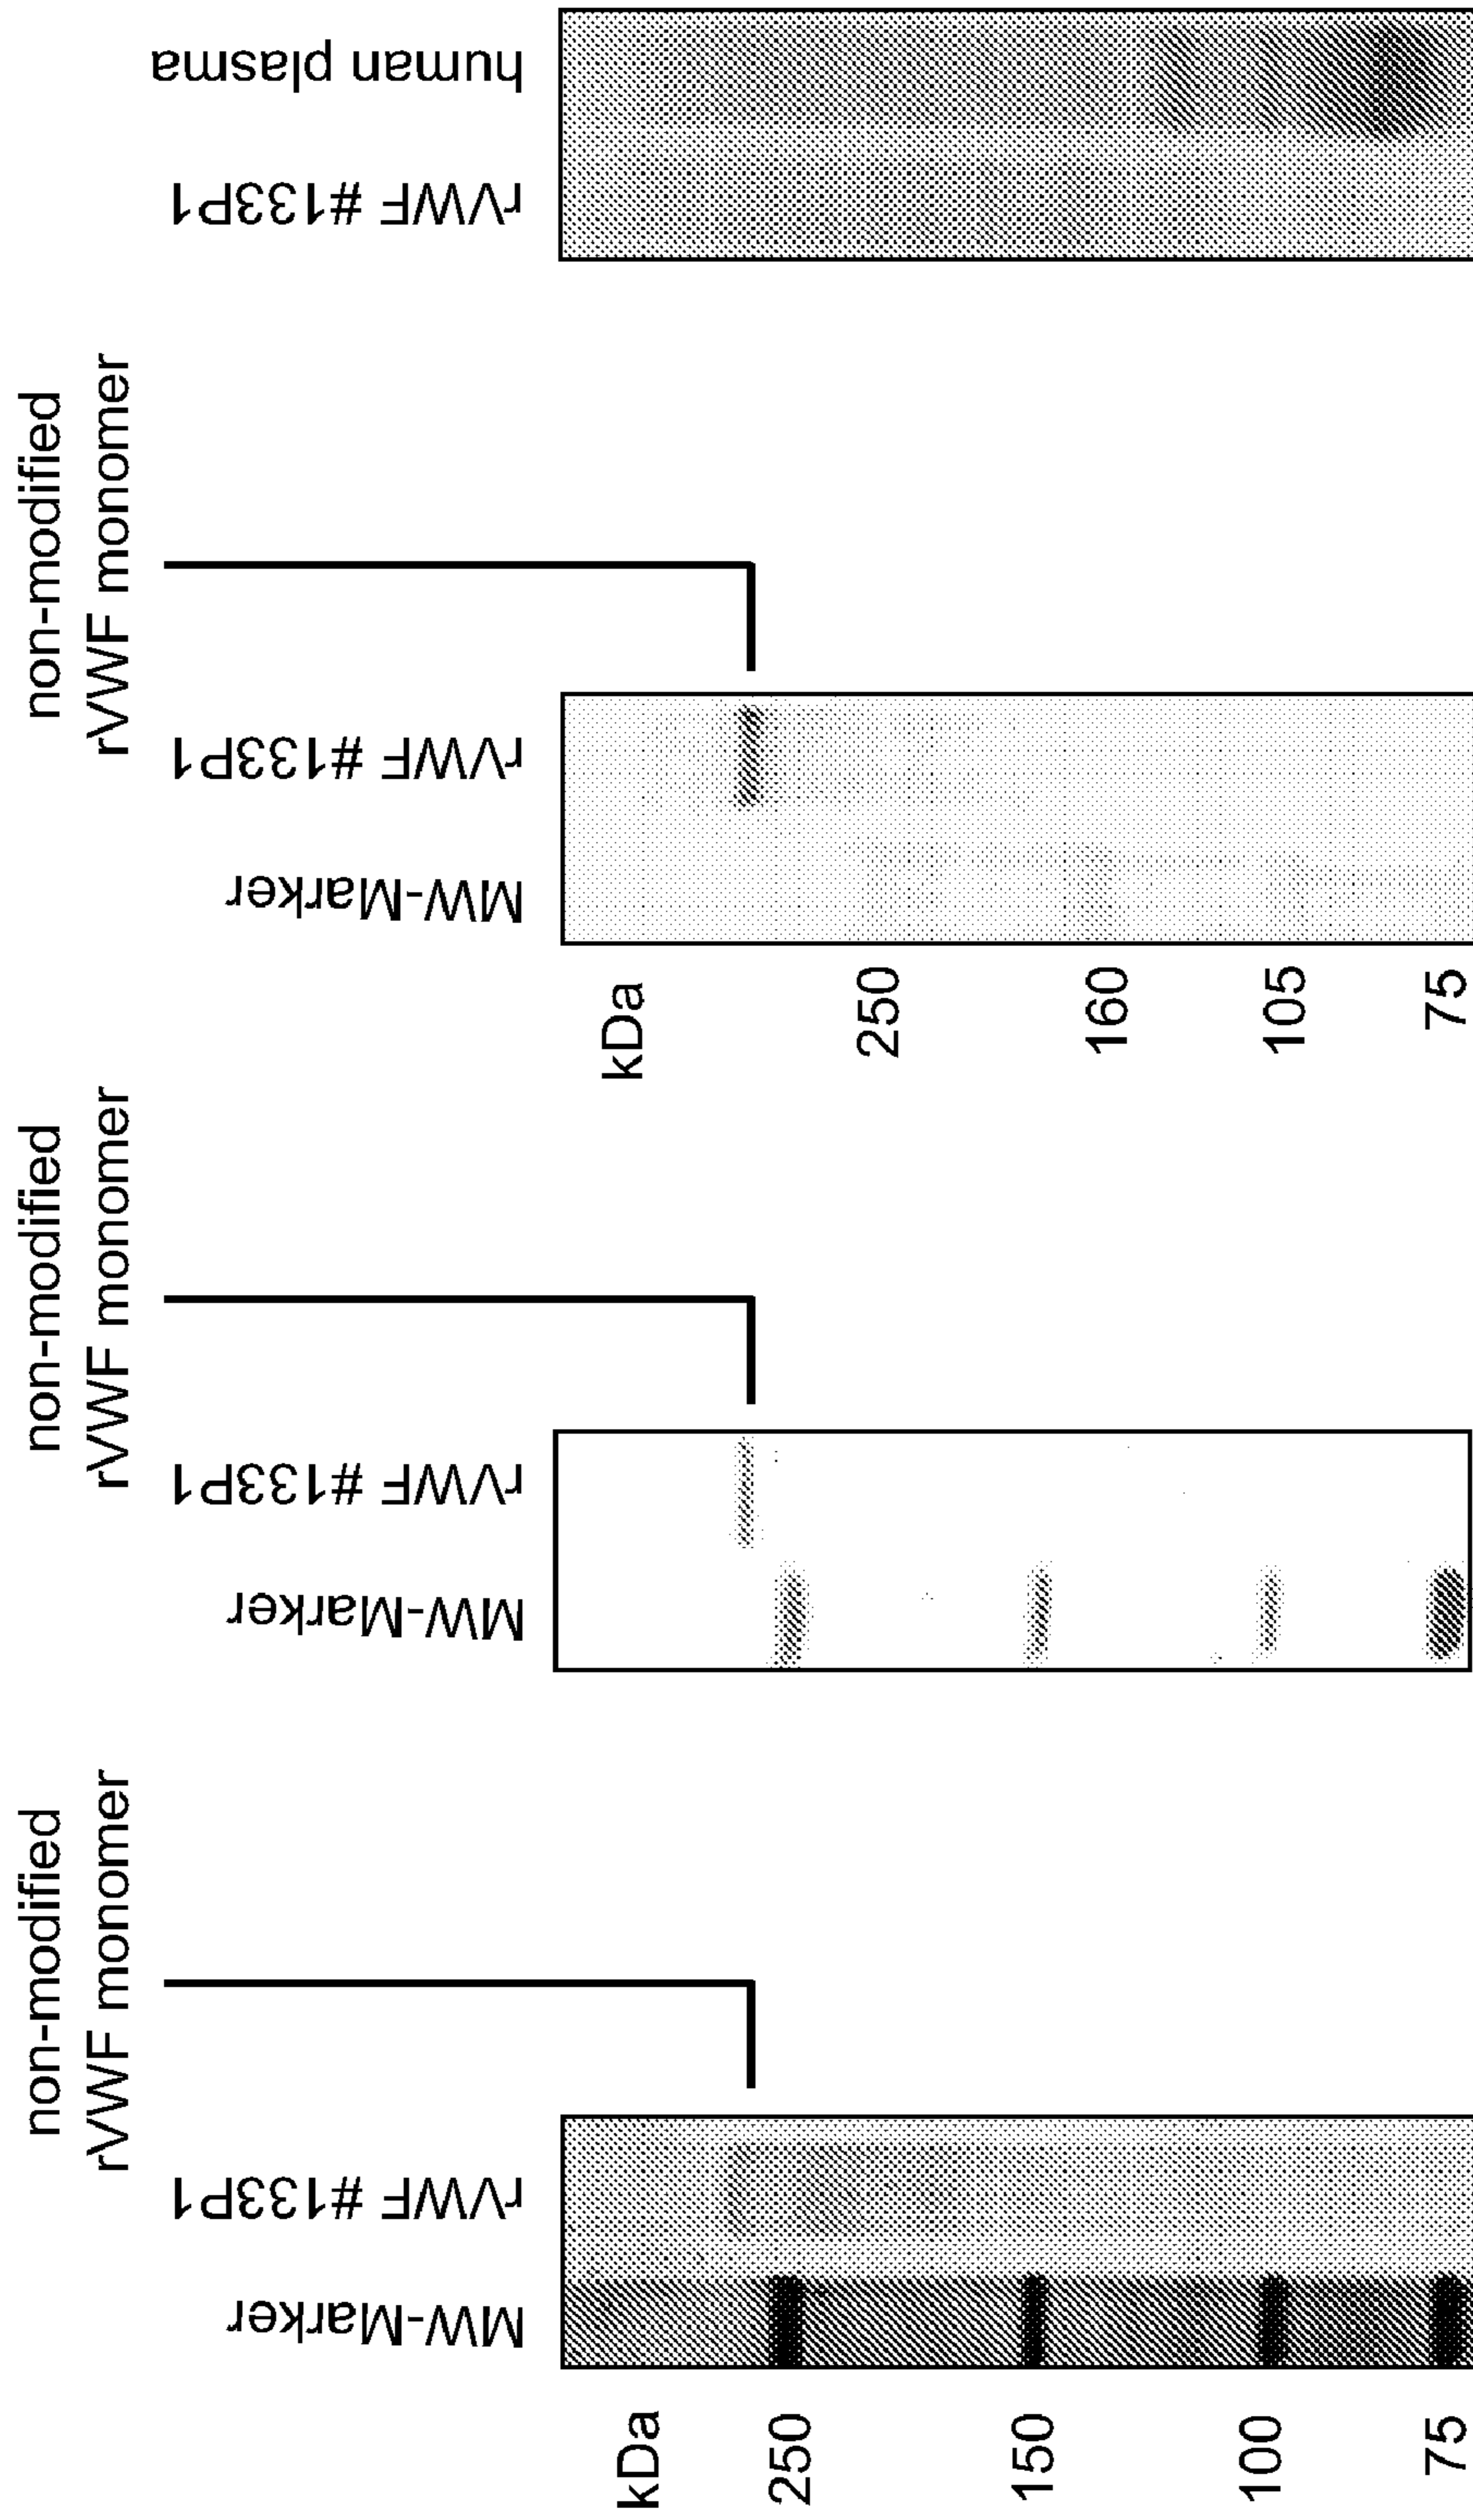 kDa
250
150
100
75
MW-Marker
rVWF #133P1
non-modified
rVWF monomer
MW-Marker
rVWF #133P1
non-modified
rVWF monomer
kDa
250
160
105
75
MW-Marker
rVWF #133P1
non-modified
rVWF monomer
rVWF #133P1
human plasma